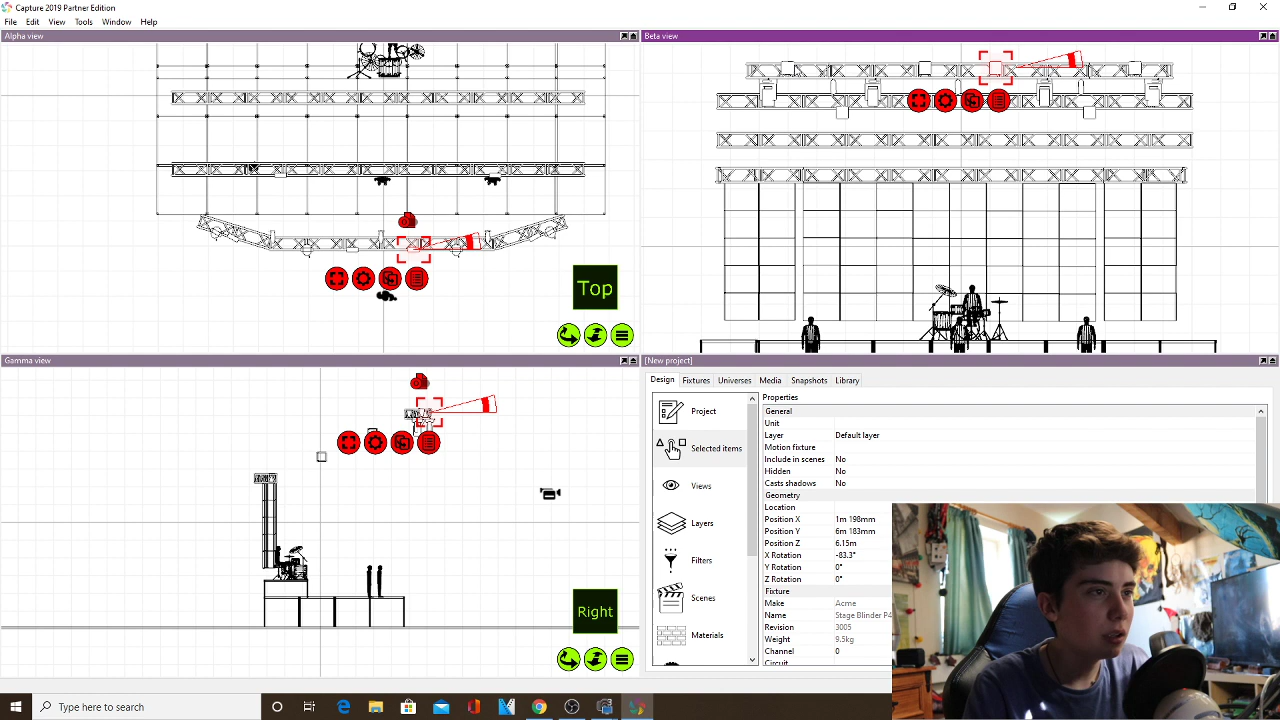 Capture 2019 Partner Edition
File Edit View Tools Window Help
Alpha view
Beta view
Top
Gamma view
[New project]
Design Fixtures Universes Media Snapshots Library
Project
Selected items
Views
Layers
Filters
Scenes
Materials
Properties
General
Unit
Layer Default layer
Motion fixture
Include in scenes No
Hidden No
Casts shadows No
Geometry
Location
Position X 1m 198mm
Position Y 6m 183mm
Position Z 6.15m
X Rotation -83.3°
Y Rotation 0°
Z Rotation 0°
Fixture
Make Acme
Name Stage Blinder P4
Revision 3005
Weight 9.5kg
Channel 0
Circuit
Right
Type here to search